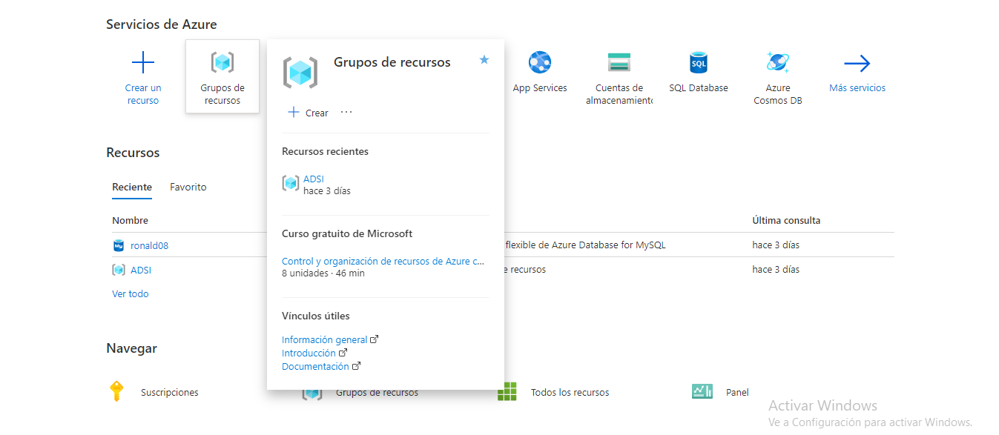 Servicios de Azure
Crear un
recurso
Grupos de
recursos
Grupos de recursos
Crear
Recursos recientes
ADSI
hace 3 días
Curso gratuito de Microsoft
Control y organización de recursos de Azure c...
8 unidades · 46 min
Vínculos útiles
Información general
Introducción
Documentación
App Services
Cuentas de
almacenamiento
SQL
SQL Database
Azure
Cosmos DB
Más servicios
Recursos
Reciente
Favorito
Nombre
Última consulta
My
ronald08
flexible de Azure Database for MySQL
hace 3 días
ADSI
e recursos
hace 3 días
Ver todo
Navegar
Suscripciones
Grupos de recursos
Todos los recursos
Panel
Activar Windows
Ve a Configuración para activar Windows.